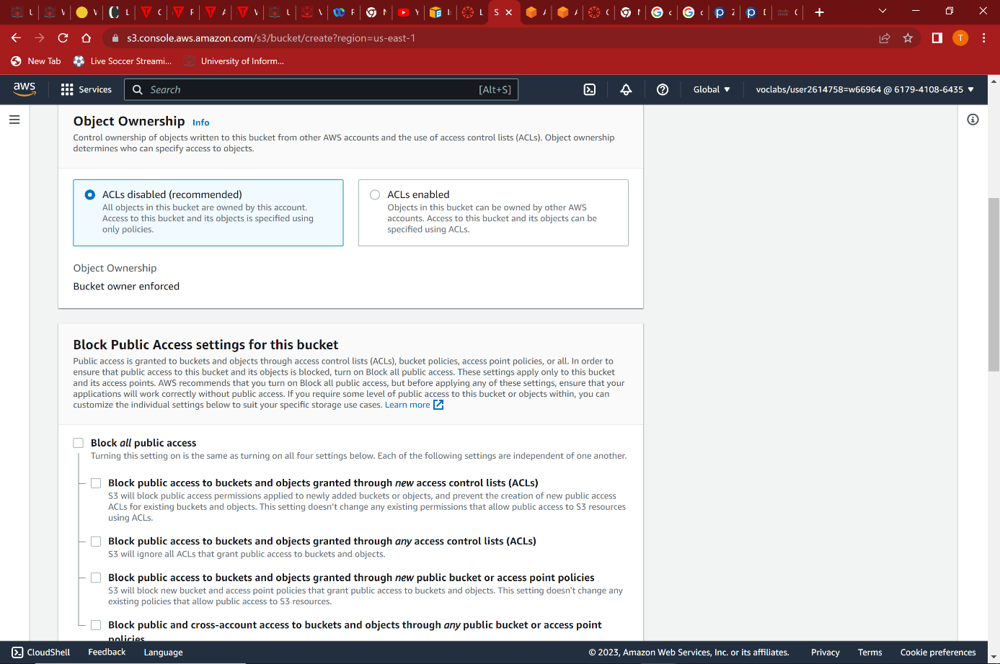 s3.console.aws.amazon.com/s3/bucket/create?region=us-east-1
T
New Tab
Live Soccer Streami...
University of Inform...
aws
Services
Search
[Alt+S]
Global
voclabs/user2614758=w66964 @ 6179-4108-6435
Object Ownership Info
Control ownership of objects written to this bucket from other AWS accounts and the use of access control lists (ACLs). Object ownership
determines who can specify access to objects.
ACLs disabled (recommended)
All objects in this bucket are owned by this account.
Access to this bucket and its objects is specified using
only policies.
ACLs enabled
Objects in this bucket can be owned by other AWS
accounts. Access to this bucket and its objects can be
specified using ACLs.
Object Ownership
Bucket owner enforced
Block Public Access settings for this bucket
Public access is granted to buckets and objects through access control lists (ACLs), bucket policies, access point policies, or all. In order to
ensure that public access to this bucket and its objects is blocked, turn on Block all public access. These settings apply only to this bucket
and its access points. AWS recommends that you turn on Block all public access, but before applying any of these settings, ensure that your
applications will work correctly without public access. If you require some level of public access to this bucket or objects within, you can
customize the individual settings below to suit your specific storage use cases. Learn more
Block all public access
Turning this setting on is the same as turning on all four settings below. Each of the following settings are independent of one another.
Block public access to buckets and objects granted through new access control lists (ACLs)
S3 will block public access permissions applied to newly added buckets or objects, and prevent the creation of new public access
ACLs for existing buckets and objects. This setting doesn't change any existing permissions that allow public access to S3 resources
using ACLs.
Block public access to buckets and objects granted through any access control lists (ACLs)
S3 will ignore all ACLs that grant public access to buckets and objects.
Block public access to buckets and objects granted through new public bucket or access point policies
S3 will block new bucket and access point policies that grant public access to buckets and objects. This setting doesn't change any
existing policies that allow public access to S3 resources.
Block public and cross-account access to buckets and objects through any public bucket or access point
policies
CloudShell
Feedback
Language
© 2023, Amazon Web Services, Inc. or its affiliates.
Privacy
Terms
Cookie preferences